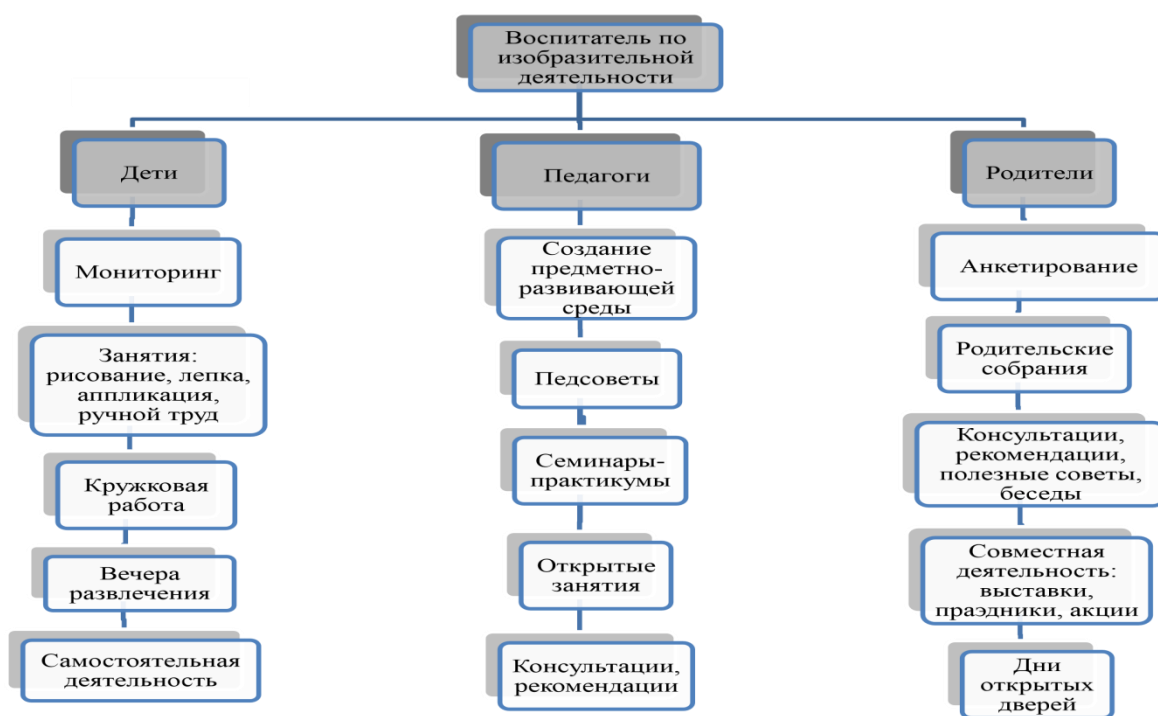 Воспитатель по
изобразительной
деятельности
Дети
Мониторинг
Занятия:
рисование, лепка,
аппликация,
ручной труд
Кружковая
работа
Вечера
развлечения
Самостоятельная
деятельность
Педагоги
Создание
предметно-
развивающей
среды
Педсоветы
Семинары-
практикумы
Открытые
занятия
Консультации,
рекомендации
Родители
Анкетирование
Родительские
собрания
Консультации,
рекомендации,
полезные советы,
беседы
Совместная
деятельность:
выставки,
праздники, акции
Дни
открытых
дверей